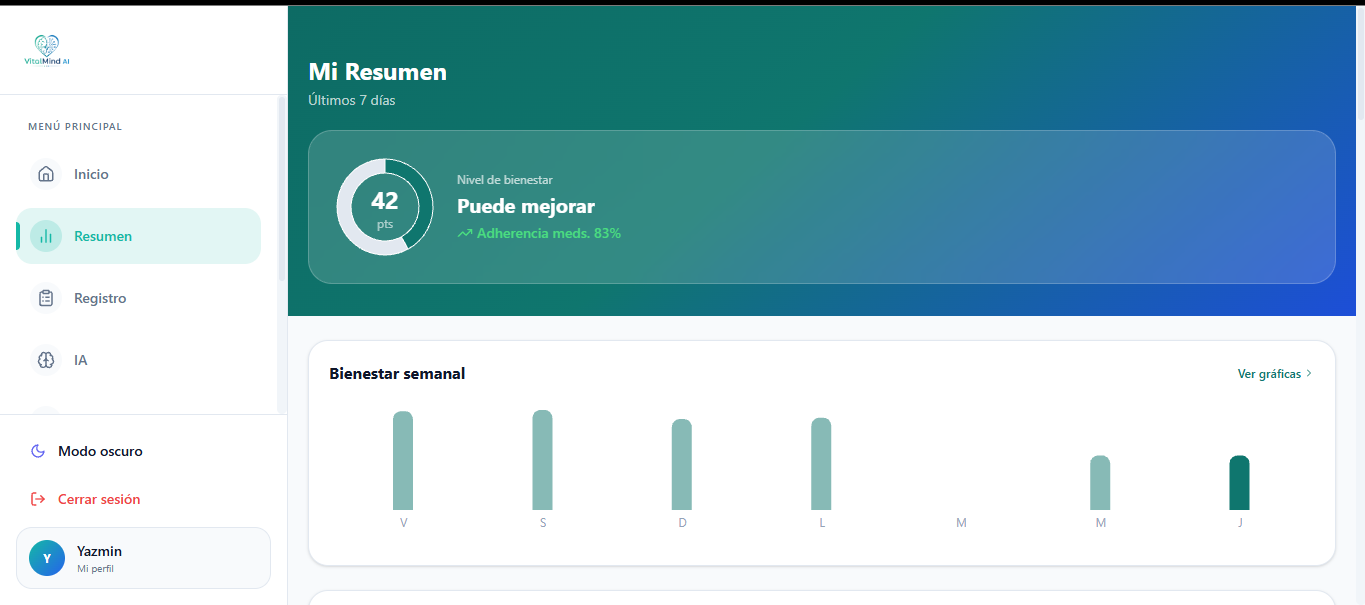 VitalMind AI
MENÚ PRINCIPAL
Inicio
Resumen
Registro
IA
Modo oscuro
Cerrar sesión
Y
Yazmin
Mi perfil
Mi Resumen
Últimos 7 días
42
pts
Nivel de bienestar
Puede mejorar
Adherencia meds. 83%
Bienestar semanal
Ver gráficas
V S D L M M J